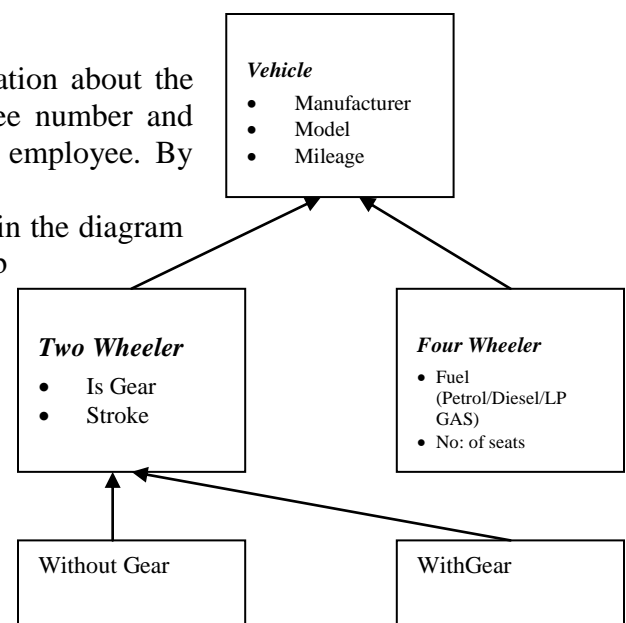 ation about the
ee number and
employee. By
in the diagram
Vehicle
• Manufacturer
• Model
• Mileage
Two Wheeler
• Is Gear
• Stroke
Four Wheeler
• Fuel
(Petrol/Diesel/LP
GAS)
• No: of seats
Without Gear
WithGear